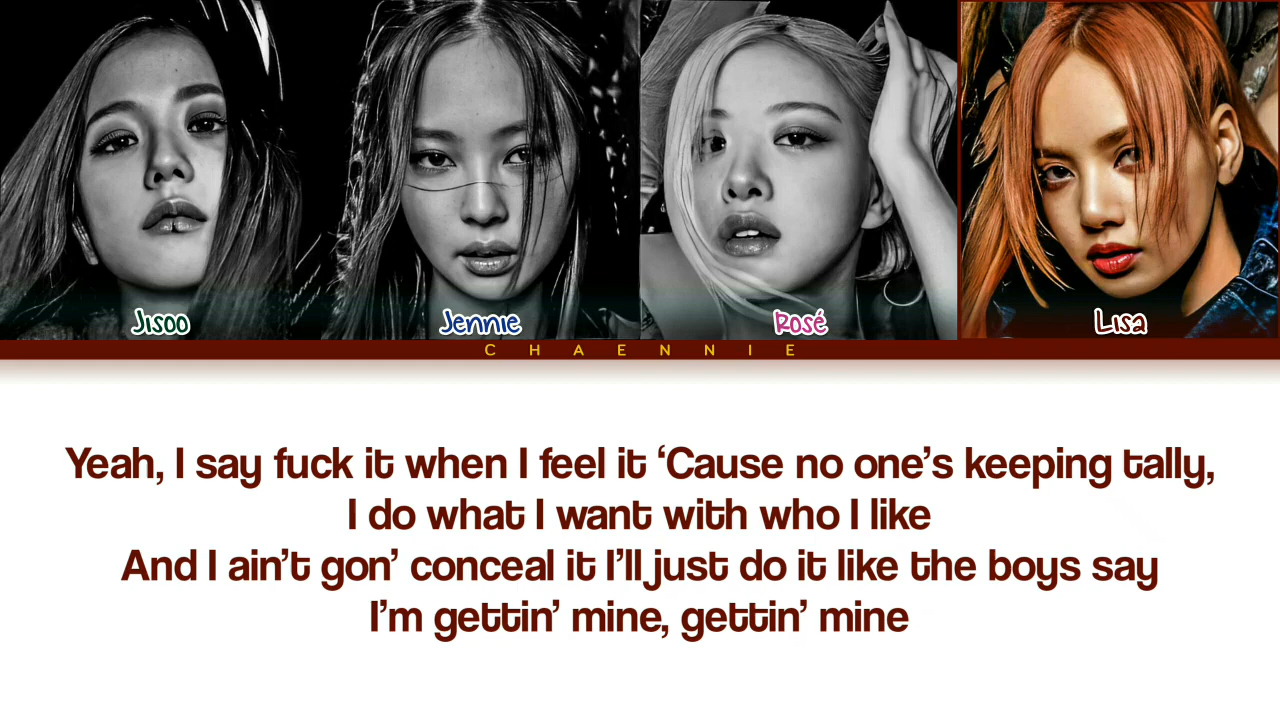 Jisoo Jennie Rosé Lisa
CHAENNIE
Yeah, I say fuck it when I feel it ‘Cause no one’s keeping tally,
I do what I want with who I like
And I ain’t gon’ conceal it I’ll just do it like the boys say
I’m gettin’ mine, gettin’ mine